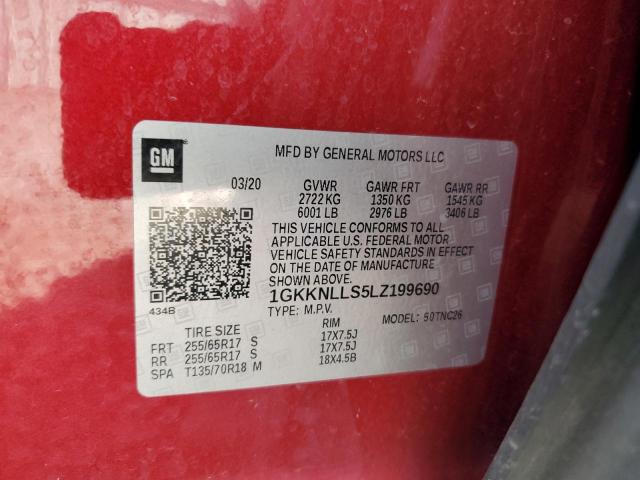 GM
MFD BY GENERAL MOTORS LLC
03/20 GVWR GAWR FRT GAWR RR
2722 KG 1350 KG 1545 KG
6001 LB 2976 LB 3406 LB
THIS VEHICLE CONFORMS TO ALL
APPLICABLE U.S. FEDERAL MOTOR
VEHICLE SAFETY STANDARDS IN EFFECT
ON THE DATE OF MANUFACTURE
SHOWN ABOVE.
1GKKNLLS5LZ199690
434B
TYPE: M.P.V. MODEL: 50TNC26
TIRE SIZE RIM
FRT 255/65R17 S 17X7.5J
RR 255/65R17 S 17X7.5J
SPA T135/70R18 M 18X4.5B